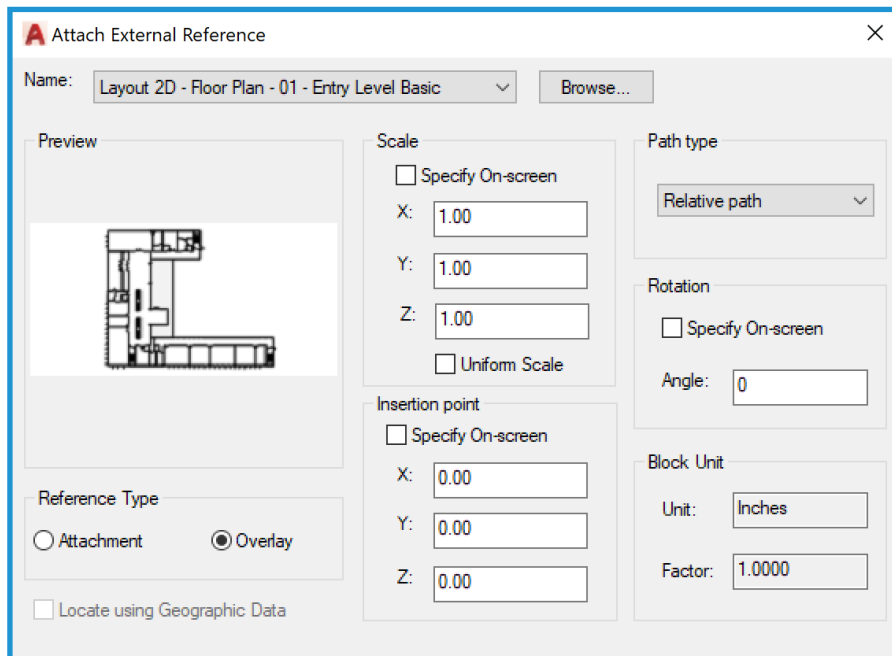 Attach External Reference
Name: Layout 2D - Floor Plan - 01 - Entry Level Basic Browse...
Preview
Scale
Specify On-screen
X: 1.00
Y: 1.00
Z: 1.00
Uniform Scale
Path type
Relative path
Rotation
Specify On-screen
Angle: 0
Insertion point
Specify On-screen
X: 0.00
Y: 0.00
Z: 0.00
Block Unit
Unit: Inches
Factor: 1.0000
Reference Type
Attachment Overlay
Locate using Geographic Data